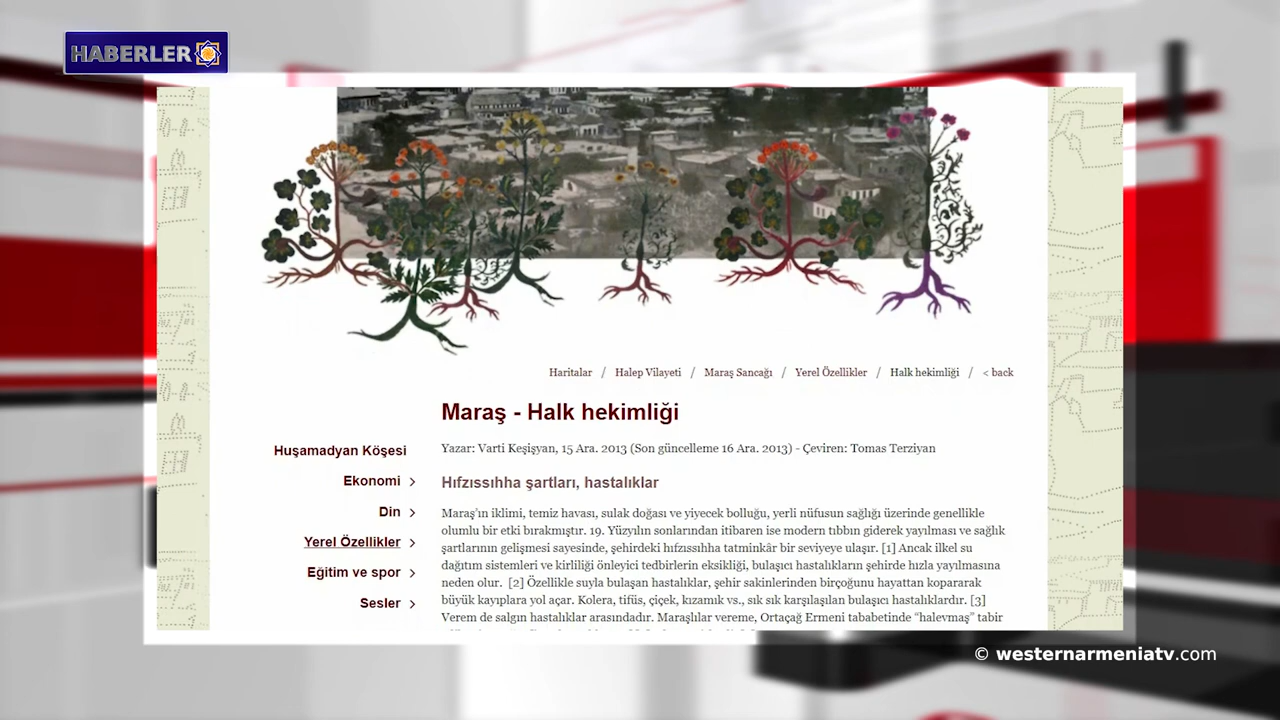 HABERLER
Haritalar / Halep Vilayeti / Maraş Sancağı / Yerel Özellikler / Halk hekimliği / < back
Maraş - Halk hekimliği
Huşamadyan Köşesi
Ekonomi >
Din >
Yerel Özellikler >
Eğitim ve spor >
Sesler >
Yazar: Varti Keşişyan, 15 Ara. 2013 (Son güncelleme 16 Ara. 2013) - Çeviren: Tomas Terziyan
Hıfzıssıhha şartları, hastalıklar
Maraş'ın iklimi, temiz havası, sulak doğası ve yiyecek bolluğu, yerli nüfusun sağlığı üzerinde genellikle
olumlu bir etki bırakmıştır. 19. Yüzyılın sonlarından itibaren ise modern tıbbın giderek yayılması ve sağlık
şartlarının gelişmesi sayesinde, şehirdeki hıfzıssıhha tatminkâr bir seviyeye ulaşır. [1] Ancak ilkel su
dağıtım sistemleri ve kirliliği önleyici tedbirlerin eksikliği, bulaşıcı hastalıkların şehirde hızla yayılmasına
neden olur. [2] Özellikle suyla bulaşan hastalıklar, şehir sakinlerinden birçoğunu hayattan kopararak
büyük kayıplara yol açar. Kolera, tifüs, çiçek, kızamık vs., sık sık karşılaşılan bulaşıcı hastalıklardır. [3]
Verem de salgın hastalıklar arasındadır. Maraşlılar vereme, Ortaçağ Ermeni tababetinde “halevmaş” tabir
© westernarmeniatv.com